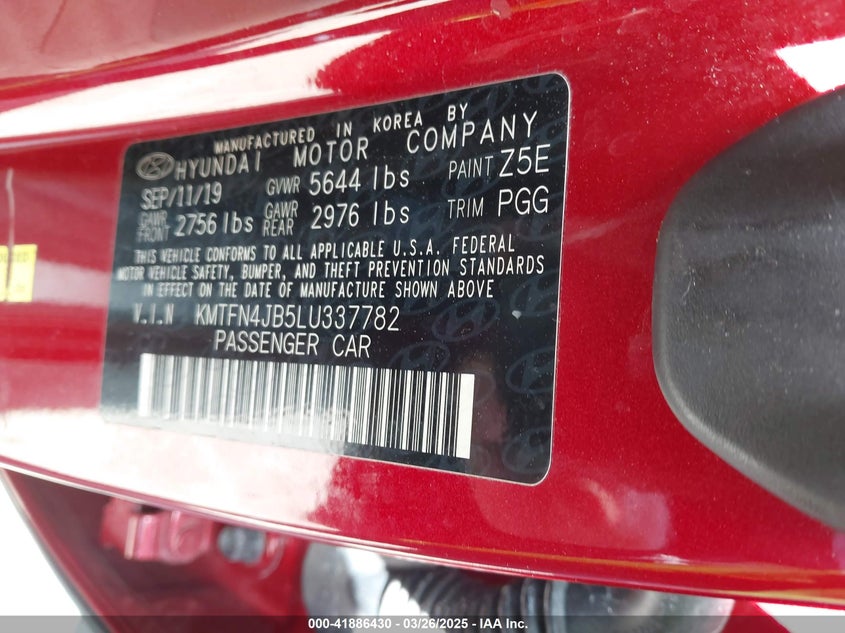 MANUFACTURED IN KOREA BY
HYUNDAI MOTOR COMPANY
SEP/11/19 GVWR 5644 lbs PAINT Z5E
GAWR FRONT 2756 lbs GAWR REAR 2976 lbs TRIM PGG
THIS VEHICLE CONFORMS TO ALL APPLICABLE U.S.A. FEDERAL
MOTOR VEHICLE SAFETY, BUMPER, AND THEFT PREVENTION STANDARDS
IN EFFECT ON THE DATE OF MANUFACTURE SHOWN ABOVE
V.I.N KMTFN4JB5LU337782
PASSENGER CAR
000-41886430 - 03/26/2025 - IAA Inc.